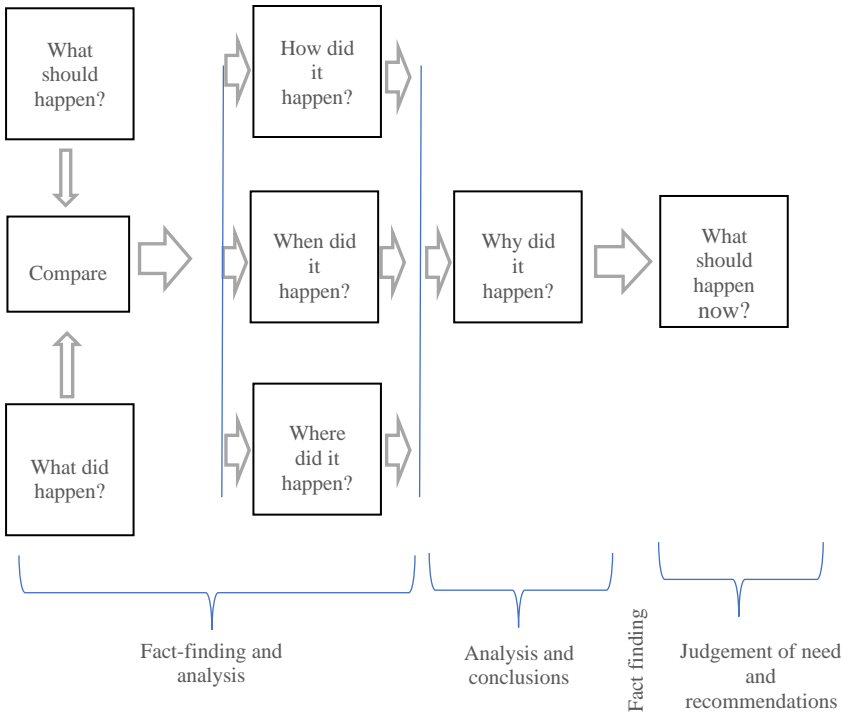 What
should
happen?
How did
it
happen?
Compare
When did
it
happen?
Why did
it
happen?
What
should
happen
now?
What did
happen?
Where
did it
happen?
Fact-finding and
analysis
Analysis and
conclusions
Fact finding
Judgement of need
and
recommendations